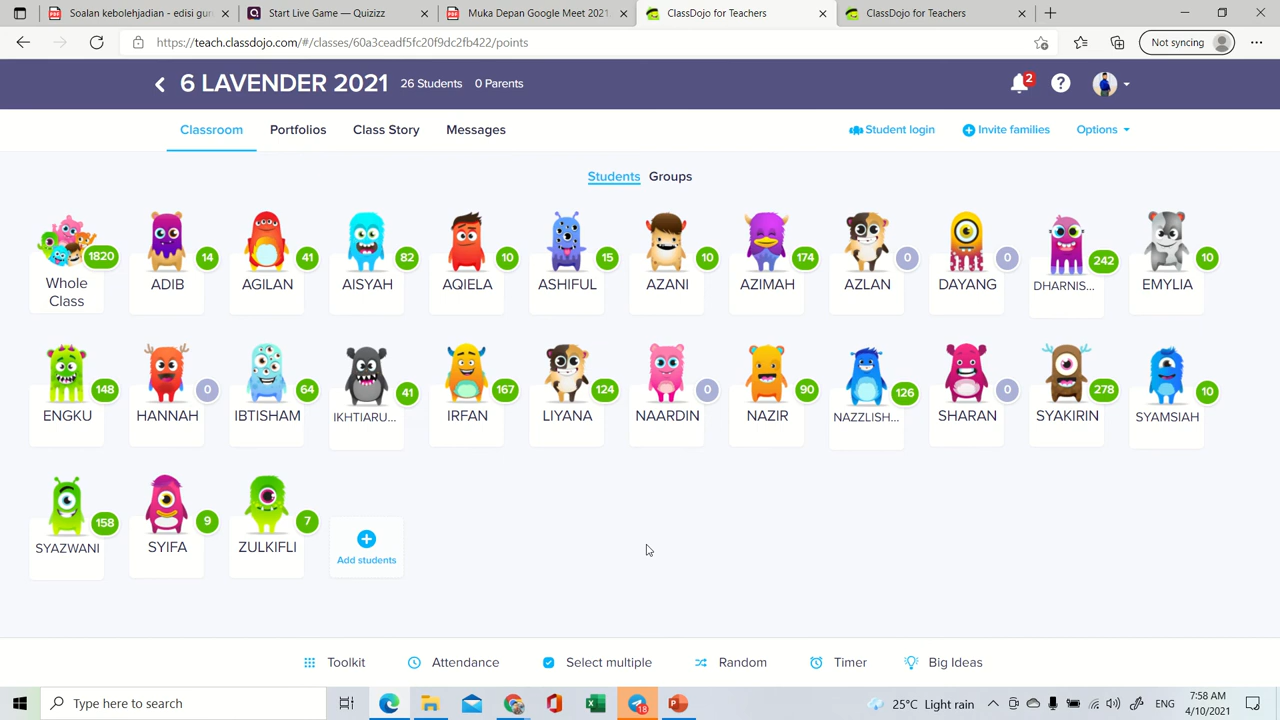 Soalan kebolehjadian - edisi gur
Start Live Game — Quizizz
Muka Depan Google Meet 2021
ClassDojo for Teachers
ClassDojo for Teachers
https://teach.classdojo.com/#/classes/60a3ceadf5fc20f9dc2fb422/points
Not syncing
6 LAVENDER 2021 26 Students 0 Parents
2
Classroom Portfolios Class Story Messages
Student login Invite families Options
Students Groups
1820 14 41 82 10 15 10 174 0 0 242 10
Whole Class ADIB AGILAN AISYAH AQIELA ASHIFUL AZANI AZIMAH AZLAN DAYANG DHARNIS... EMYLIA
148 0 64 41 167 124 0 90 126 0 278 10
ENGKU HANNAH IBTISHAM IKHTIARU... IRFAN LIYANA NAARDIN NAZIR NAZZLISH... SHARAN SYAKIRIN SYAMSIAH
158 9 7
SYAZWANI SYIFA ZULKIFLI Add students
Toolkit Attendance Select multiple Random Timer Big Ideas
Type here to search
18
25°C Light rain
ENG
7:58 AM
4/10/2021